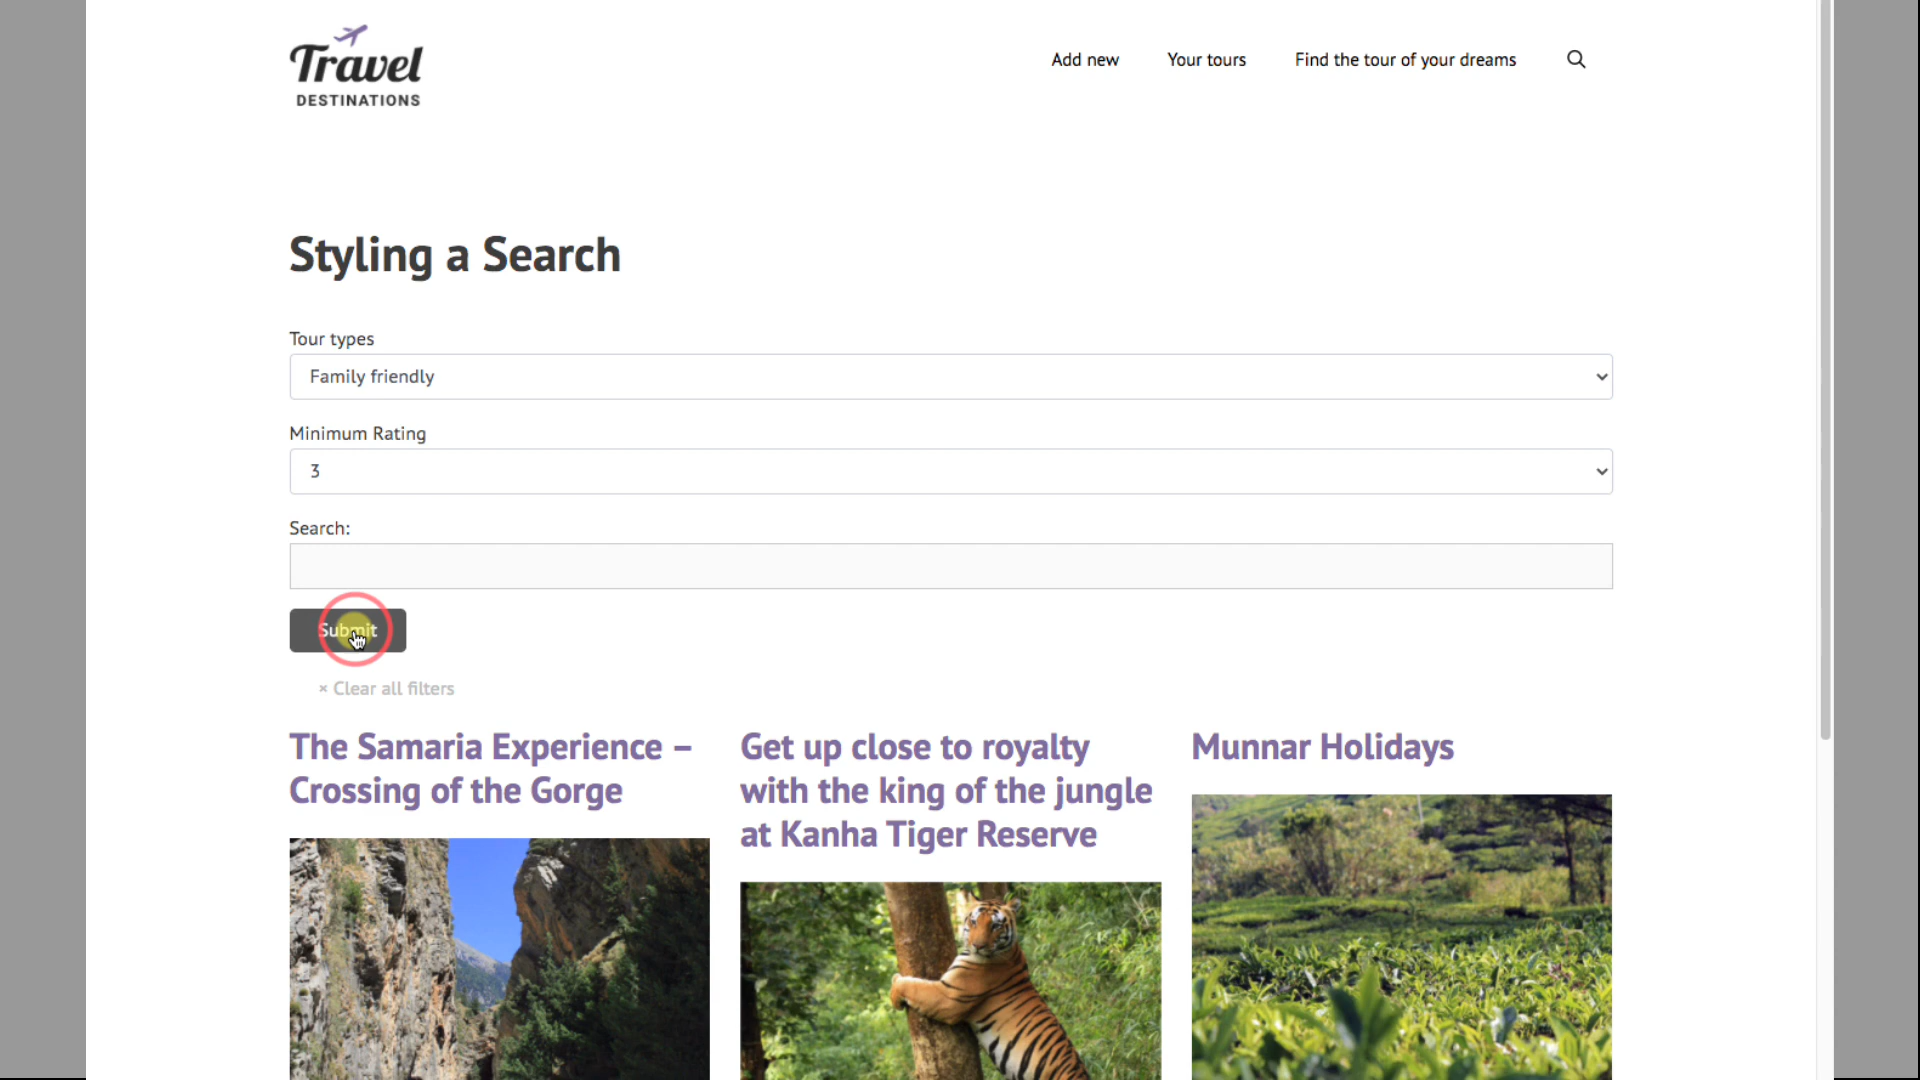 Travel
DESTINATIONS
Add new
Your tours
Find the tour of your dreams
Styling a Search
Tour types
Family friendly
Minimum Rating
3
Search:
Submit
× Clear all filters
The Samaria Experience –
Crossing of the Gorge
Get up close to royalty
with the king of the jungle
at Kanha Tiger Reserve
Munnar Holidays